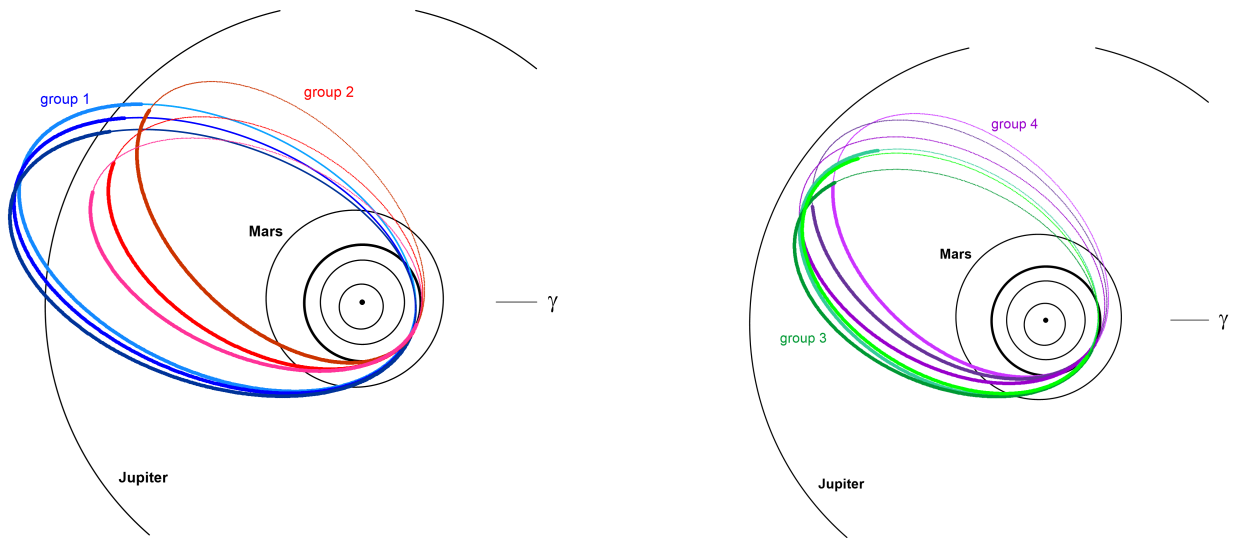 group 1
group 2
Mars
γ
Jupiter
group 4
Mars
γ
group 3
Jupiter